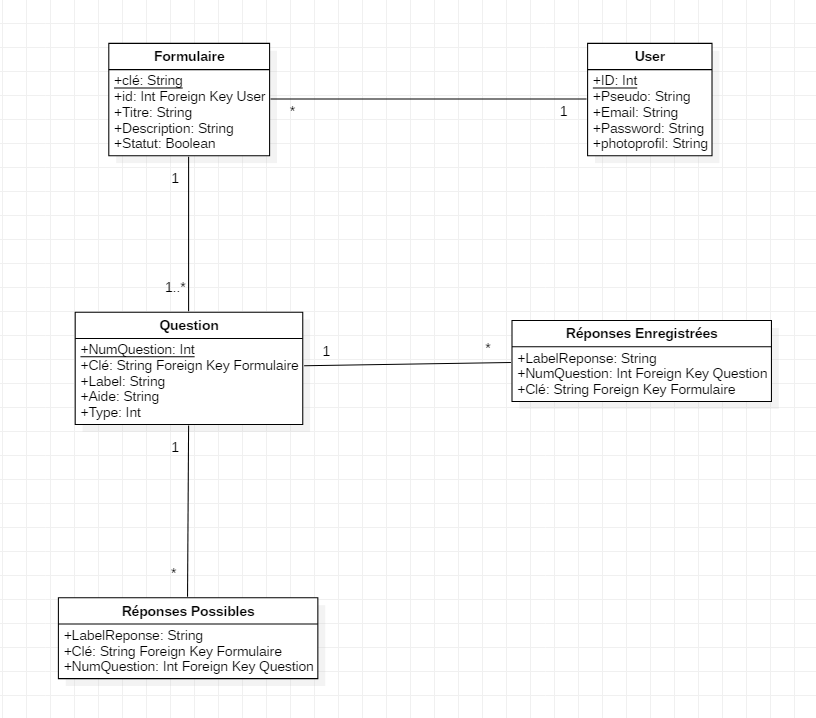 Formulaire
+clé: String
+id: Int Foreign Key User
+Titre: String
+Description: String
+Statut: Boolean
User
+ID: Int
+Pseudo: String
+Email: String
+Password: String
+photoprofil: String
*
1
1
1..*
Question
+NumQuestion: Int
+Clé: String Foreign Key Formulaire
+Label: String
+Aide: String
+Type: Int
1
*
Réponses Enregistrées
+LabelReponse: String
+NumQuestion: Int Foreign Key Question
+Clé: String Foreign Key Formulaire
1
*
Réponses Possibles
+LabelReponse: String
+Clé: String Foreign Key Formulaire
+NumQuestion: Int Foreign Key Question